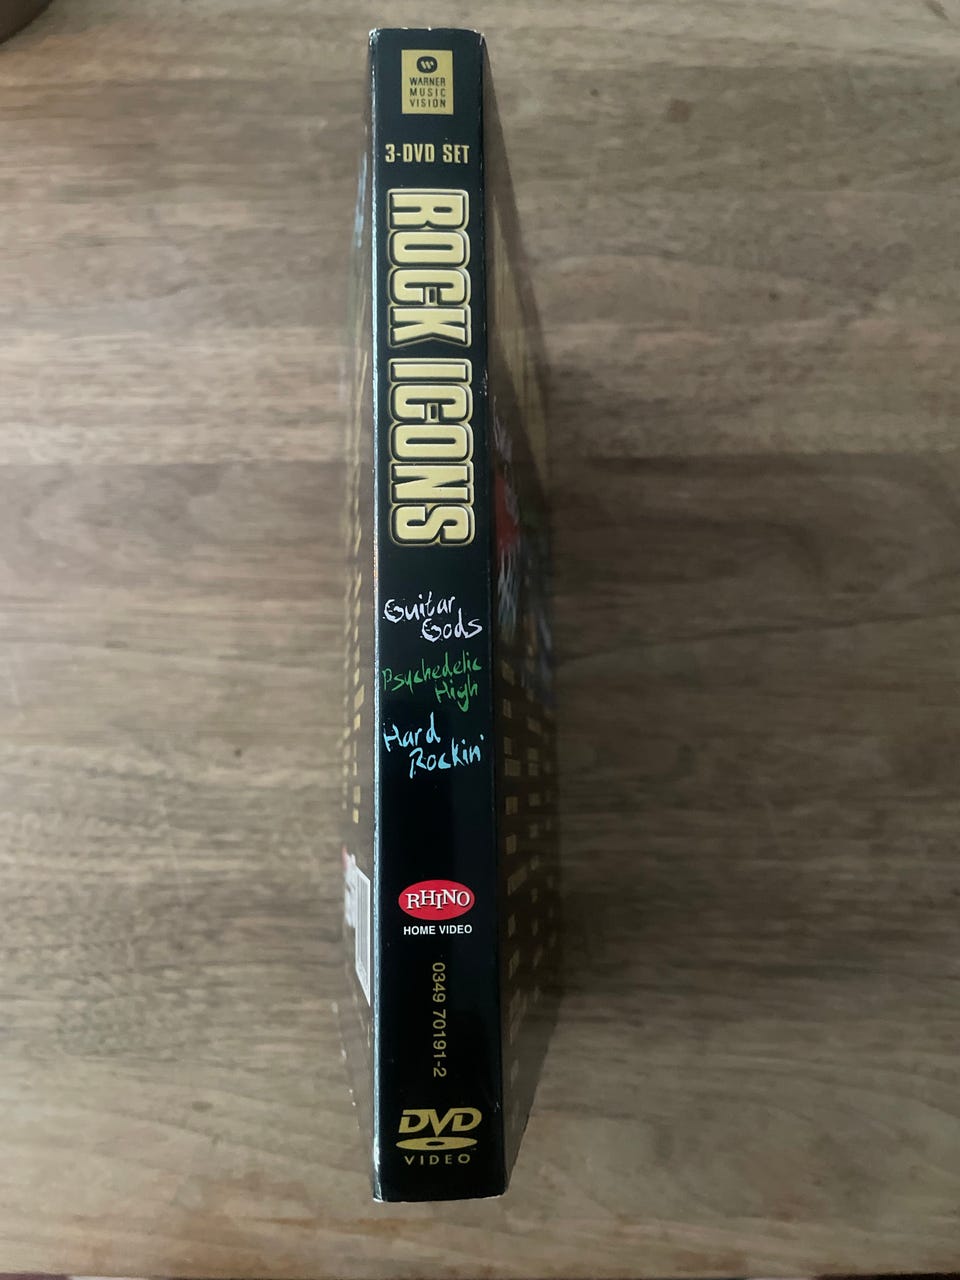 WARNER
MUSIC
VISION
3-DVD SET
ROCK ICONS
Guitar
Gods
Psychedelic
High
Hard
Rockin'
RHINO
HOME VIDEO
0349 70191-2
DVD
VIDEO